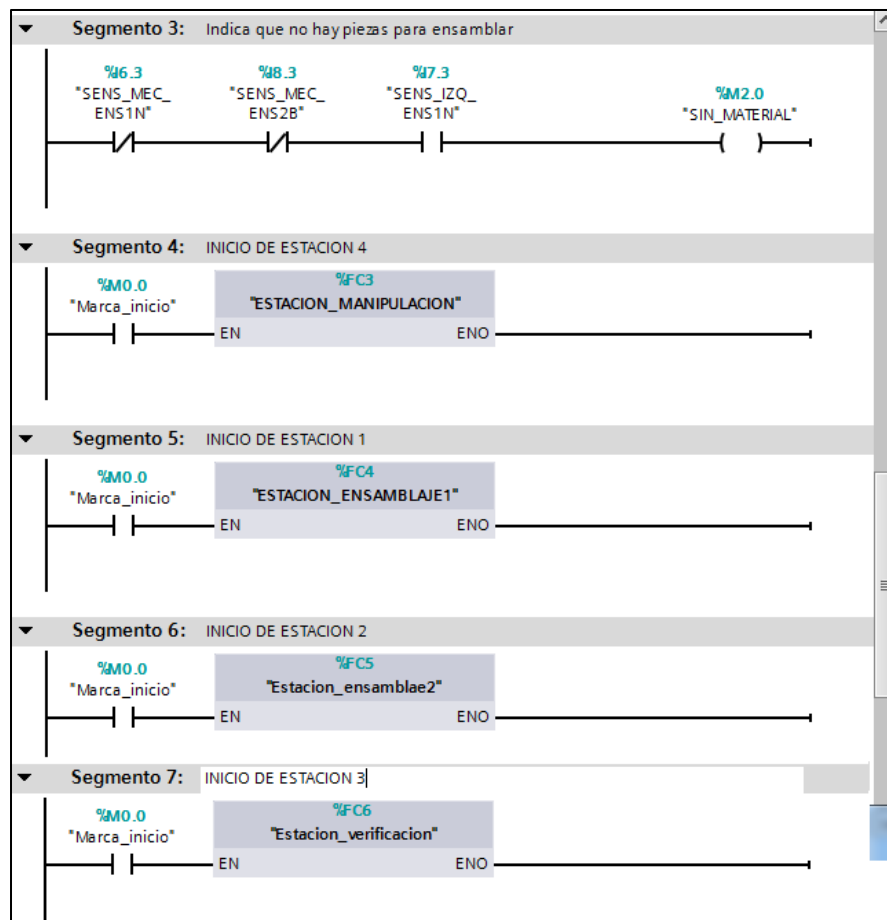 Segmento 3: Indica que no hay piezas para ensamblar
%I6.3 %I8.3 %I7.3
"SENS_MEC_ "SENS_MEC_ "SENS_IZQ_ %M2.0
ENS1N" ENS2B" ENS1N" "SIN_MATERIAL"
Segmento 4: INICIO DE ESTACION 4
%M0.0 %FC3
"Marca_inicio" "ESTACION_MANIPULACION"
EN ENO
Segmento 5: INICIO DE ESTACION 1
%M0.0 %FC4
"Marca_inicio" "ESTACION_ENSAMBLAJE1"
EN ENO
Segmento 6: INICIO DE ESTACION 2
%M0.0 %FC5
"Marca_inicio" "Estacion_ensamblae2"
EN ENO
Segmento 7: INICIO DE ESTACION 3
%M0.0 %FC6
"Marca_inicio" "Estacion_verificacion"
EN ENO